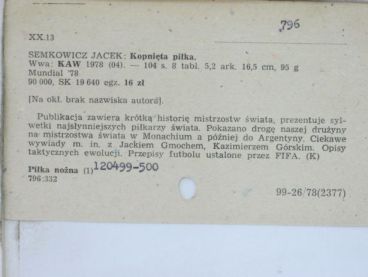 796
XX.13
SEMKOWICZ JACEK: Kopnięta piłka.
Wwa: KAW 1978 (04). — 104 s. 8 tabl. 5,2 ark. 16,5 cm, 95 g
Mundial '78
90 000, SK 19 640 egz. 16 zł
[Na okł. brak nazwiska autora].
Publikacja zawiera krótką historię mistrzostw świata, prezentuje syl-
wetki najsłynniejszych piłkarzy świata. Pokazano drogę naszej drużyny
na mistrzostwa świata w Monachium a później do Argentyny. Ciekawe
wywiady m. in. z Jackiem Gmochem, Kazimierzem Górskim. Opisy
taktycznych ewolucji. Przepisy futbolu ustalone przez FIFA. (K)
Piłka nożna (1) 120499-500
796:332
99-26/78(2377)